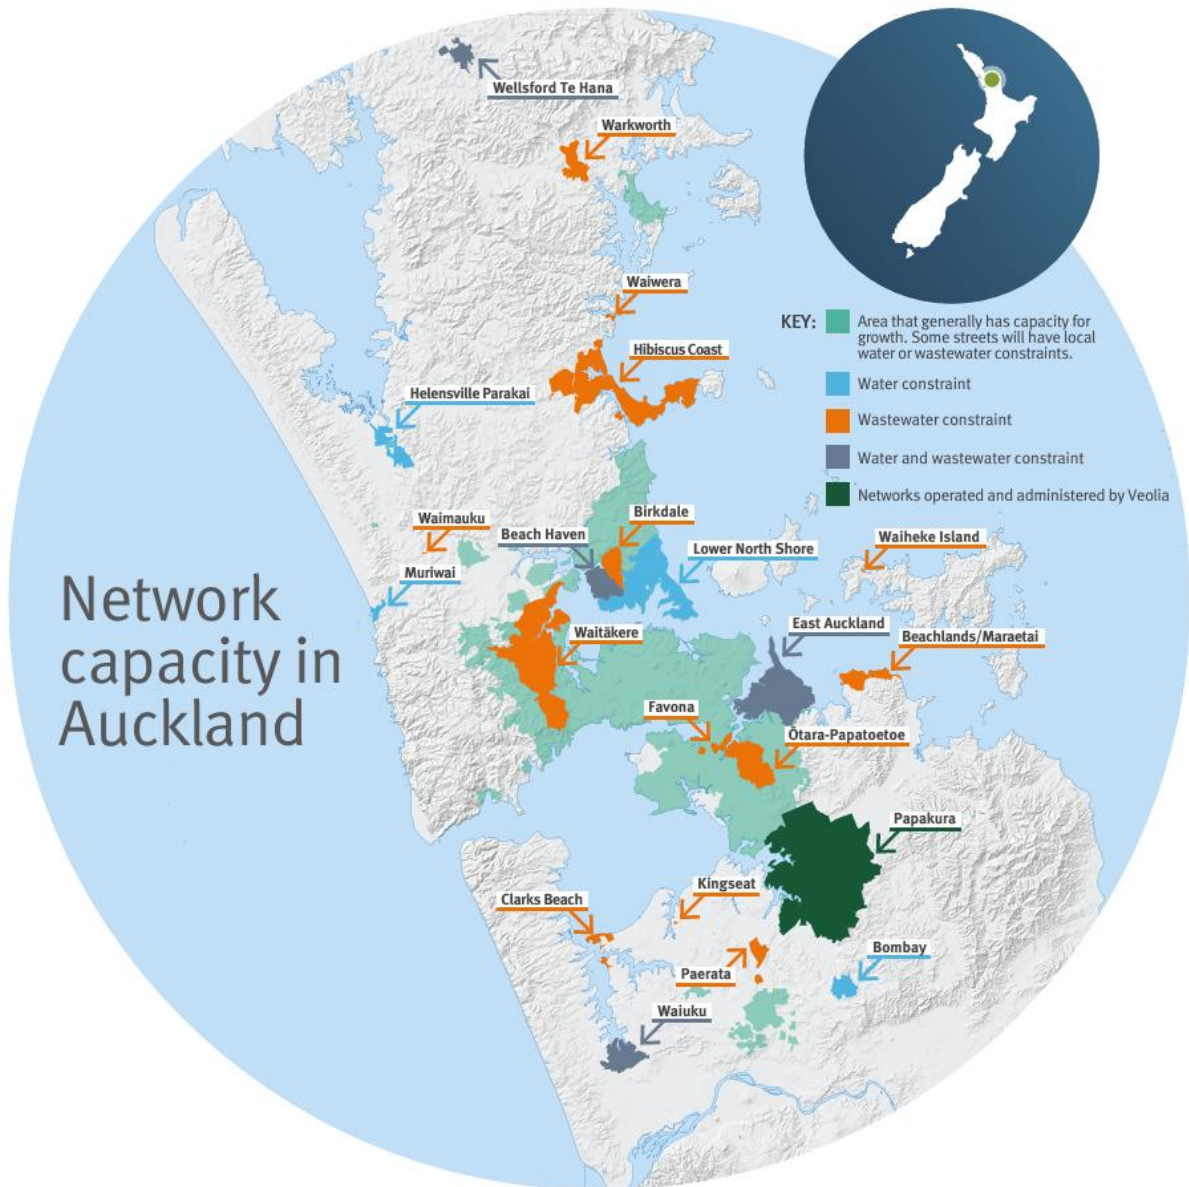 Wellsford Te Hana
Warkworth
Waiwera
KEY:
Area that generally has capacity for
growth. Some streets will have local
water or wastewater constraints.
Hibiscus Coast
Water constraint
Helensville Parakai
Wastewater constraint
Water and wastewater constraint
Networks operated and administered by Veolia
Waimauku
Birkdale
Beach Haven
Lower North Shore
Waiheke Island
Muriwai
Network
capacity in
Auckland
Waitākere
East Auckland
Beachlands/Maraetai
Favona
Ōtara-Papatoetoe
Papakura
Kingseat
Clarks Beach
Bombay
Paerata
Waiuku